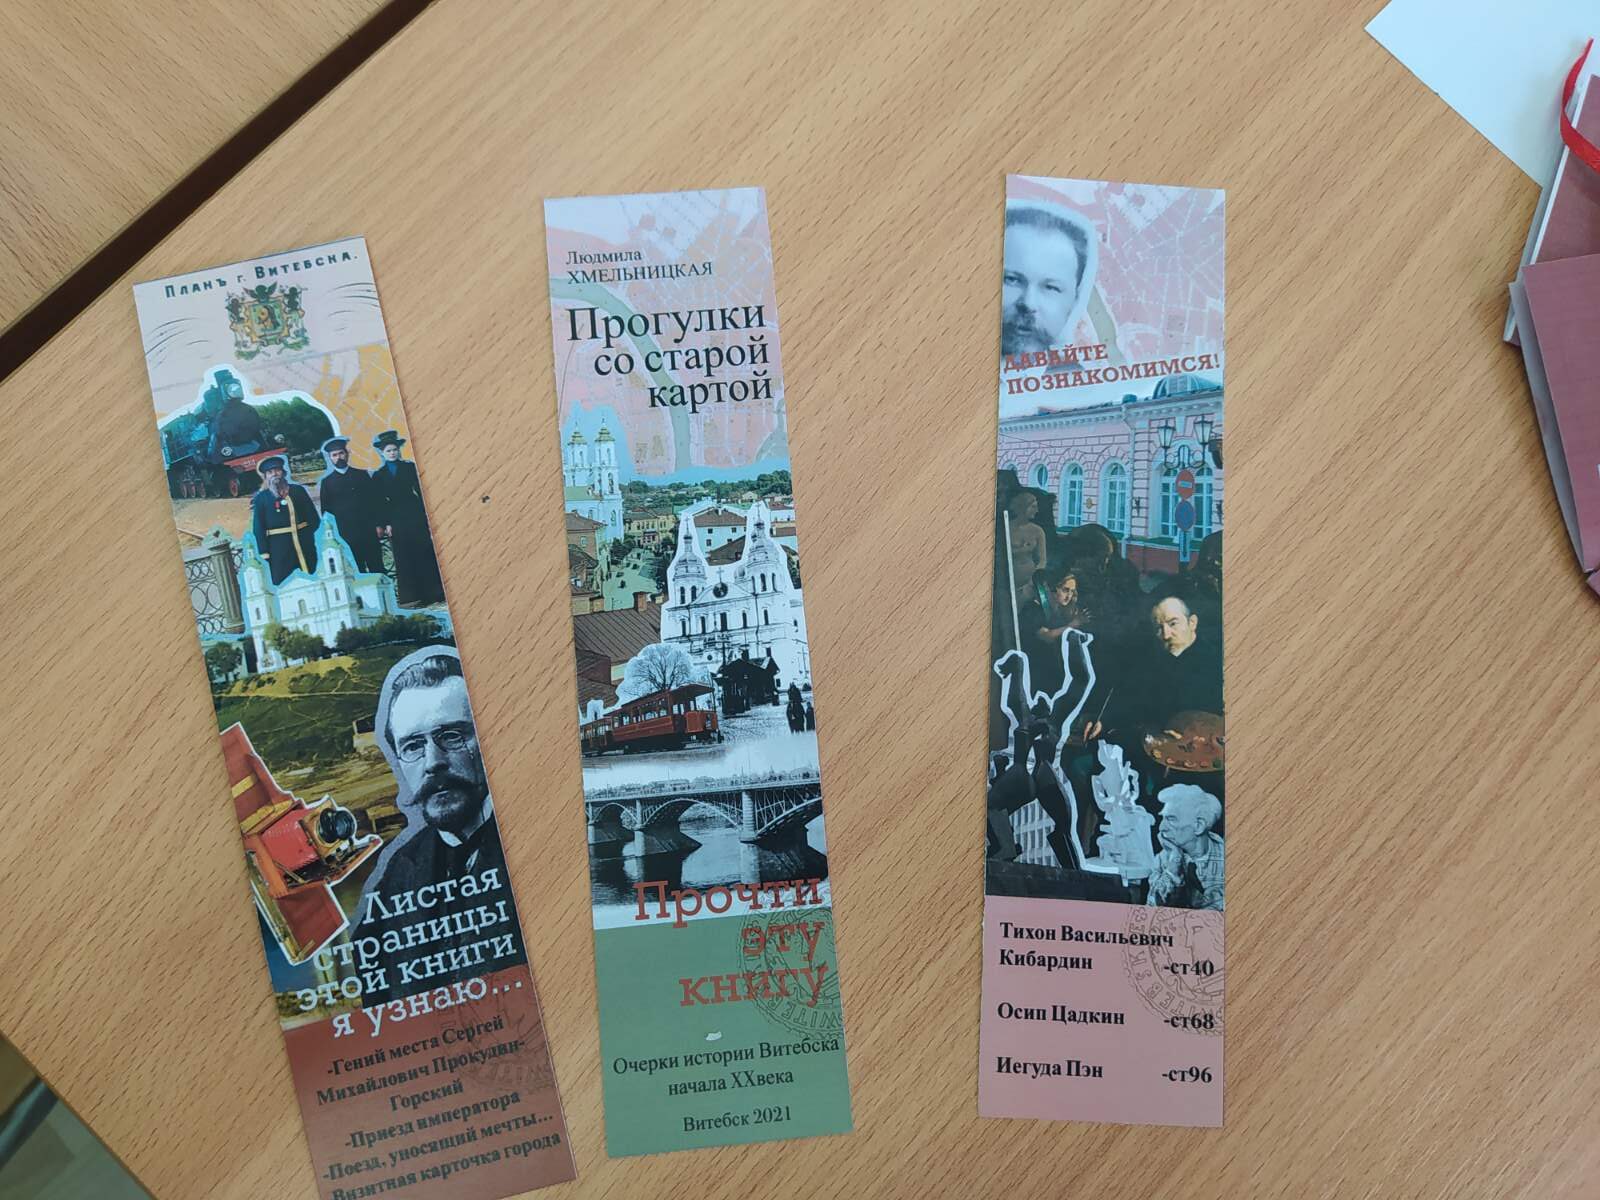 Планъ г. Витебска.
Листая
страницы
этой книги
я узнаю...
-Гений места Сергей
Михайлович Прокудин-
Горский
-Приезд императора
-Поезд, уносящий мечты...
Визитная карточка города
Людмила
ХМЕЛЬНИЦКАЯ
Прогулки
со старой
картой
Прочти
эту
книгу
Очерки истории Витебска
начала ХХвека
Витебск 2021
ДАВАЙТЕ
ПОЗНАКОМИМСЯ!
Тихон Васильевич
Кибардин -ст40
Осип Цадкин -ст68
Иегуда Пэн -ст96